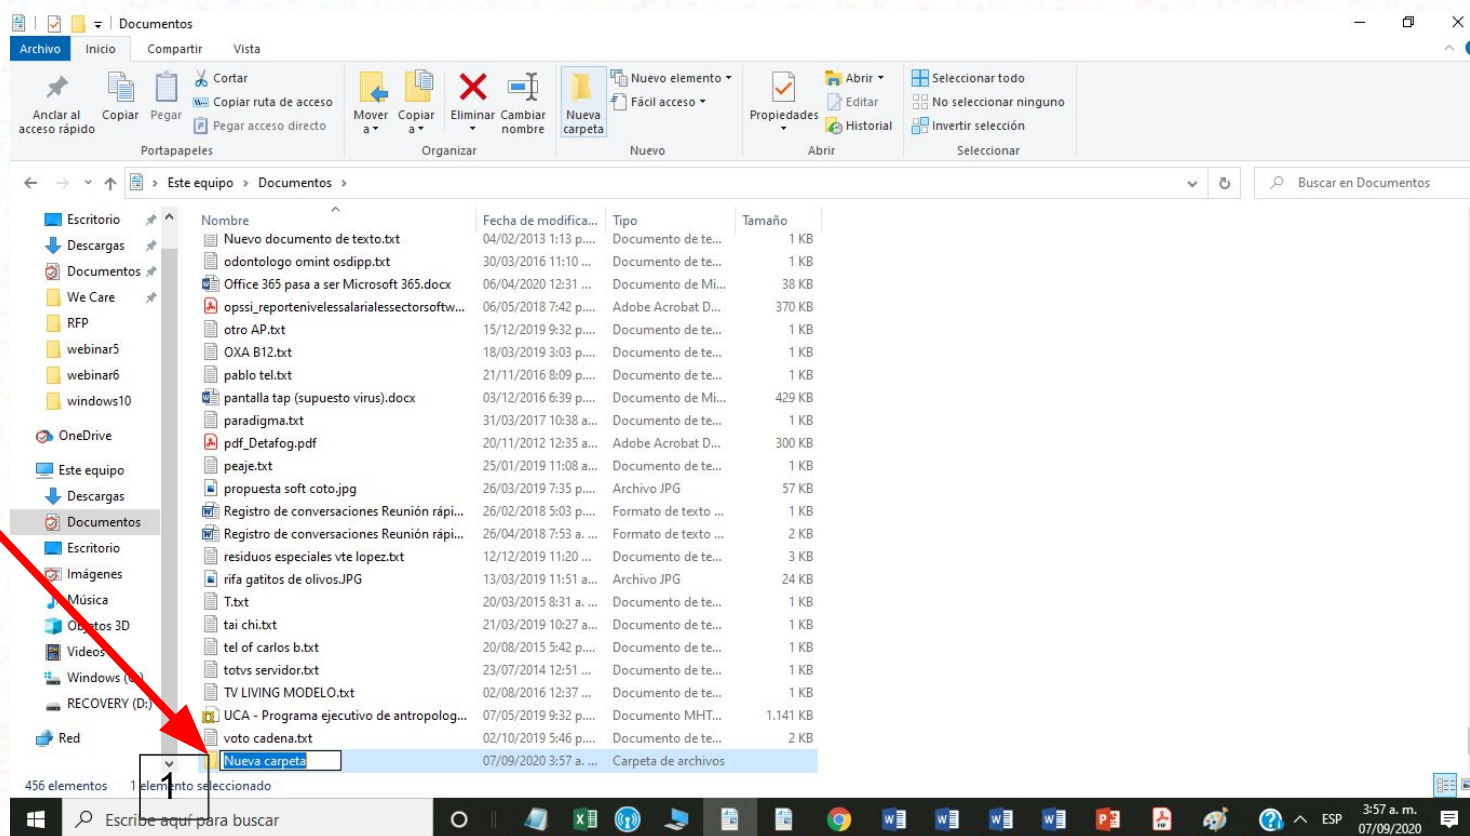 Documentos
Archivo Inicio Compartir Vista
Anclar al acceso rápido
Copiar
Pegar
Cortar
Copiar ruta de acceso
Pegar acceso directo
Portapapeles
Mover a
Copiar a
Eliminar
Cambiar nombre
Organizar
Nueva carpeta
Nuevo elemento
Fácil acceso
Nuevo
Propiedades
Abrir
Editar
Historial
Abrir
Seleccionar todo
No seleccionar ninguno
Invertir selección
Seleccionar
Este equipo > Documentos >
Buscar en Documentos
Escritorio
Descargas
Documentos
We Care
RFP
webinar5
webinar6
windows10
OneDrive
Este equipo
Descargas
Documentos
Escritorio
Imágenes
Música
Objetos 3D
Videos
Windows (C:)
RECOVERY (D:)
Red
Nombre Fecha de modifica... Tipo Tamaño
Nuevo documento de texto.txt 04/02/2013 1:13 p.... Documento de te... 1 KB
odontologo omint osdipp.txt 30/03/2016 11:10 ... Documento de te... 1 KB
Office 365 pasa a ser Microsoft 365.docx 06/04/2020 12:31 ... Documento de Mi... 38 KB
opssi_reportenivelessalarialessectorsoftw... 06/05/2018 7:42 p.... Adobe Acrobat D... 370 KB
otro AP.txt 15/12/2019 9:32 p.... Documento de te... 1 KB
OXA B12.txt 18/03/2019 3:03 p.... Documento de te... 1 KB
pablo tel.txt 21/11/2016 8:09 p.... Documento de te... 1 KB
pantalla tap (supuesto virus).docx 03/12/2016 6:39 p.... Documento de Mi... 429 KB
paradigma.txt 31/03/2017 10:38 a... Documento de te... 1 KB
pdf_Detafog.pdf 20/11/2012 12:35 a... Adobe Acrobat D... 300 KB
peaje.txt 25/01/2019 11:08 a... Documento de te... 1 KB
propuesta soft coto.jpg 26/03/2019 7:35 p.... Archivo JPG 57 KB
Registro de conversaciones Reunión rápi... 26/02/2018 5:03 p.... Formato de texto ... 1 KB
Registro de conversaciones Reunión rápi... 26/04/2018 7:53 a. ... Formato de texto ... 2 KB
residuos especiales vte lopez.txt 12/12/2019 11:20 ... Documento de te... 3 KB
rifa gatitos de olivos.JPG 13/03/2019 11:51 a... Archivo JPG 24 KB
T.txt 20/03/2015 8:31 a. ... Documento de te... 1 KB
tai chi.txt 21/03/2019 10:27 a... Documento de te... 1 KB
tel of carlos b.txt 20/08/2015 5:42 p.... Documento de te... 1 KB
totvs servidor.txt 23/07/2014 12:51 ... Documento de te... 1 KB
TV LIVING MODELO.txt 02/08/2016 12:37 ... Documento de te... 1 KB
UCA - Programa ejecutivo de antropolog... 07/05/2019 9:32 p.... Documento MHT... 1.141 KB
voto cadena.txt 02/10/2019 5:46 p.... Documento de te... 2 KB
Nueva carpeta 07/09/2020 3:57 a. ... Carpeta de archivos
456 elementos 1 elemento seleccionado
1
Escribe aquí para buscar
ESP
3:57 a. m.
07/09/2020